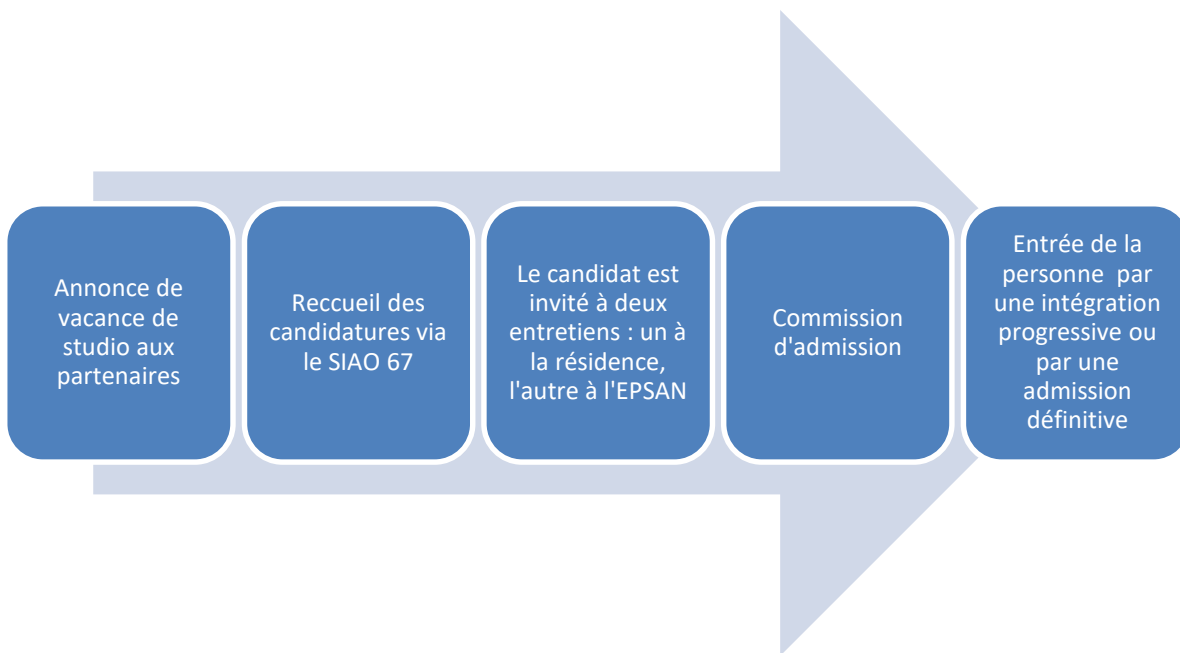 Annonce de
vacance de
studio aux
partenaires
Reccueil des
candidatures via
le SIAO 67
Le candidat est
invité à deux
entretiens : un à
la résidence,
l'autre à l'EPSAN
Commission
d'admission
Entrée de la
personne  par
une intégration
progressive ou
par une
admission
définitive